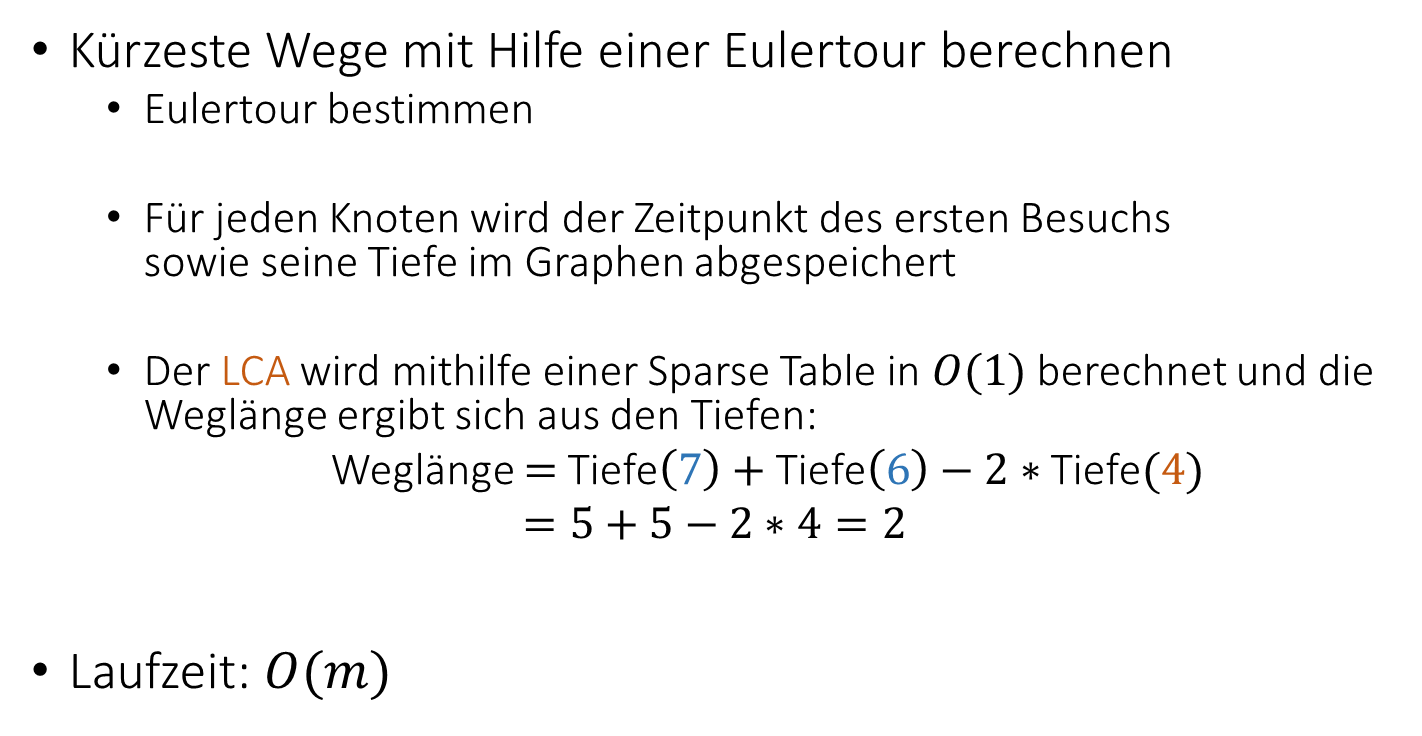 • Kürzeste Wege mit Hilfe einer Eulertour berechnen
• Eulertour bestimmen
• Für jeden Knoten wird der Zeitpunkt des ersten Besuchs
sowie seine Tiefe im Graphen abgespeichert
• Der LCA wird mithilfe einer Sparse Table in O(1) berechnet und die
Weglänge ergibt sich aus den Tiefen:
Weglänge = Tiefe(7) + Tiefe(6) − 2 ∗ Tiefe(4)
= 5 + 5 − 2 ∗ 4 = 2
• Laufzeit: O(m)